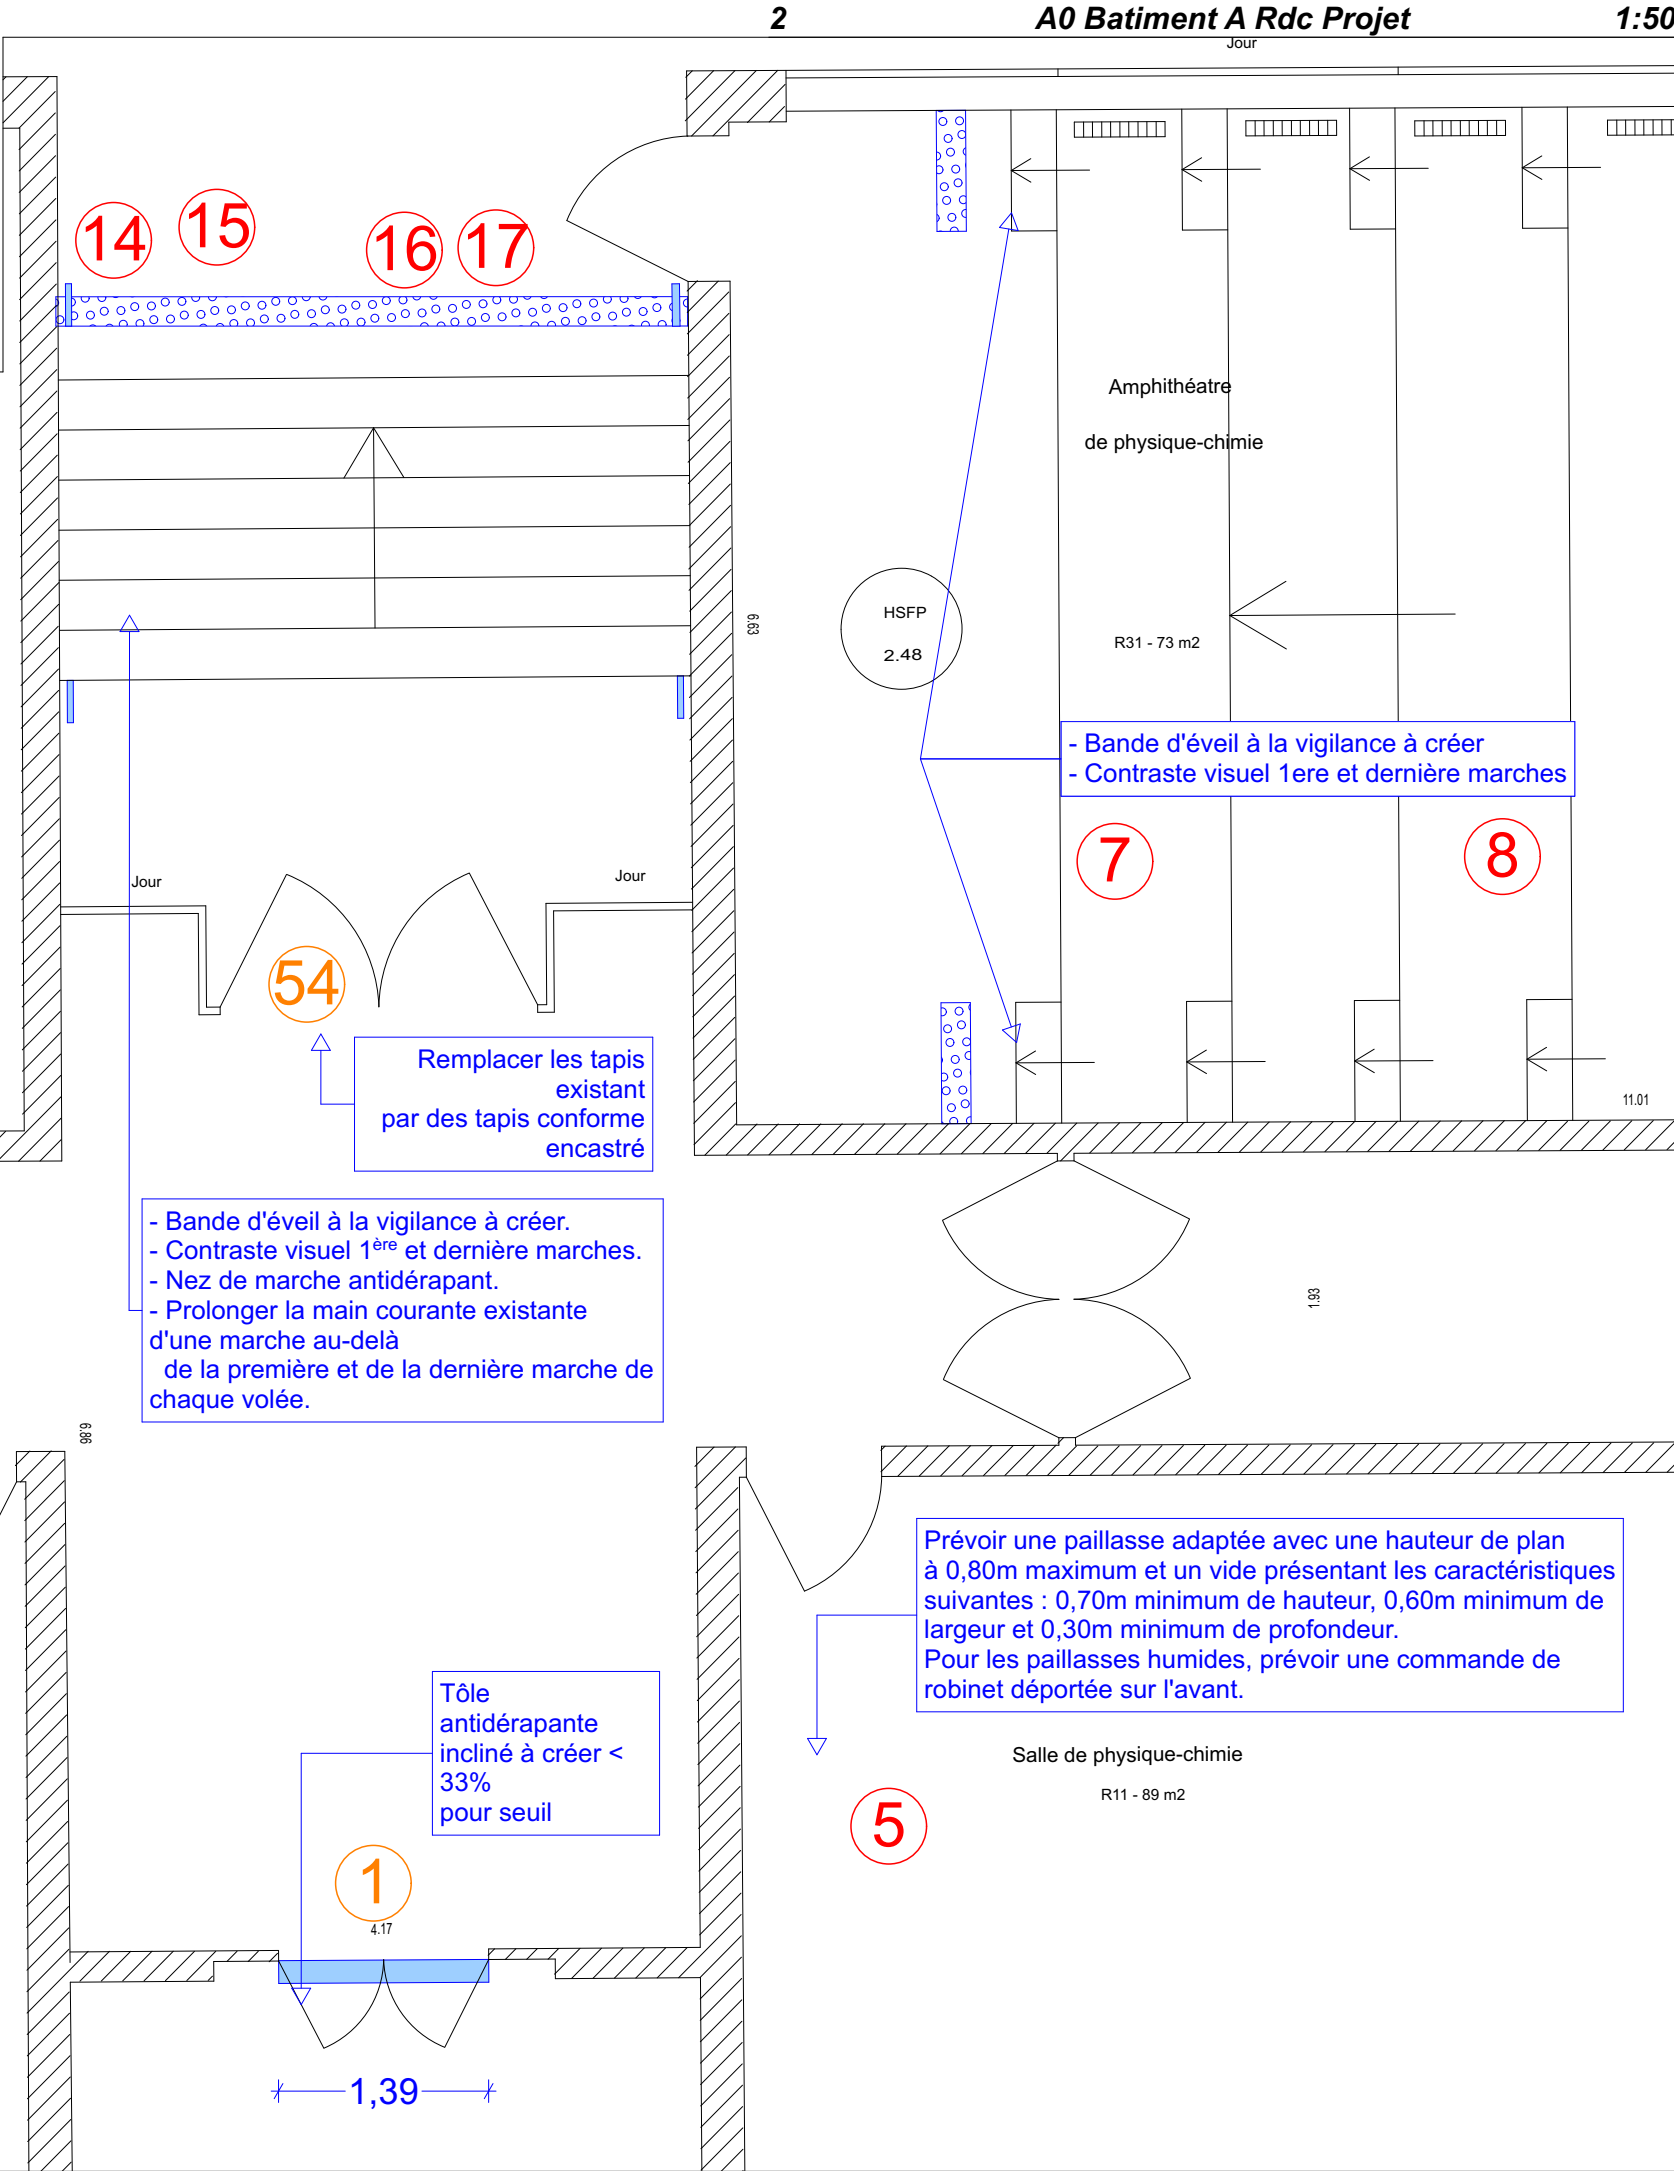 2 A0 Batiment A Rdc Projet 1:50
Jour
14 15 16 17
Amphithéatre
de physique-chimie
HSFP
2.48
6.63
R31 - 73 m2
- Bande d'éveil à la vigilance à créer
- Contraste visuel 1ere et dernière marches
7
8
Jour
Jour
54
Remplacer les tapis
existant
par des tapis conforme
encastré
11.01
- Bande d'éveil à la vigilance à créer.
- Contraste visuel 1ère et dernière marches.
- Nez de marche antidérapant.
- Prolonger la main courante existante
d'une marche au-delà
de la première et de la dernière marche de
chaque volée.
1.93
6.86
Prévoir une paillasse adaptée avec une hauteur de plan
à 0,80m maximum et un vide présentant les caractéristiques
suivantes : 0,70m minimum de hauteur, 0,60m minimum de
largeur et 0,30m minimum de profondeur.
Pour les paillasses humides, prévoir une commande de
robinet déportée sur l'avant.
Tôle
antidérapante
incliné à créer <
33%
pour seuil
Salle de physique-chimie
R11 - 89 m2
5
1
4.17
1,39